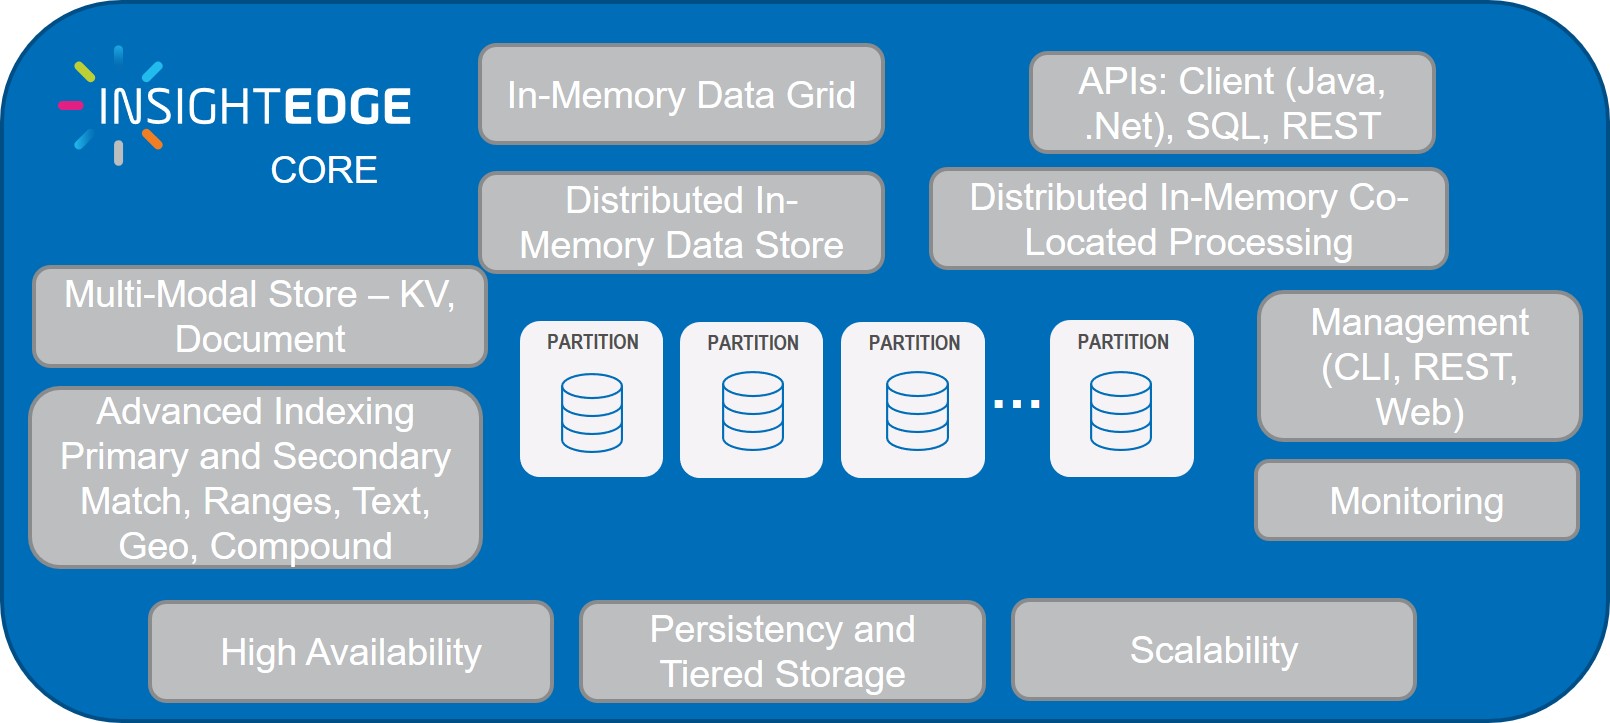 INSIGHTEDGE
CORE
In-Memory Data Grid
APIs: Client (Java,
.Net), SQL, REST
Distributed In-
Memory Data Store
Distributed In-Memory Co-
Located Processing
Multi-Modal Store – KV,
Document
Advanced Indexing
Primary and Secondary
Match, Ranges, Text,
Geo, Compound
PARTITION
PARTITION
PARTITION
...
PARTITION
Management
(CLI, REST,
Web)
Monitoring
High Availability
Persistency and
Tiered Storage
Scalability